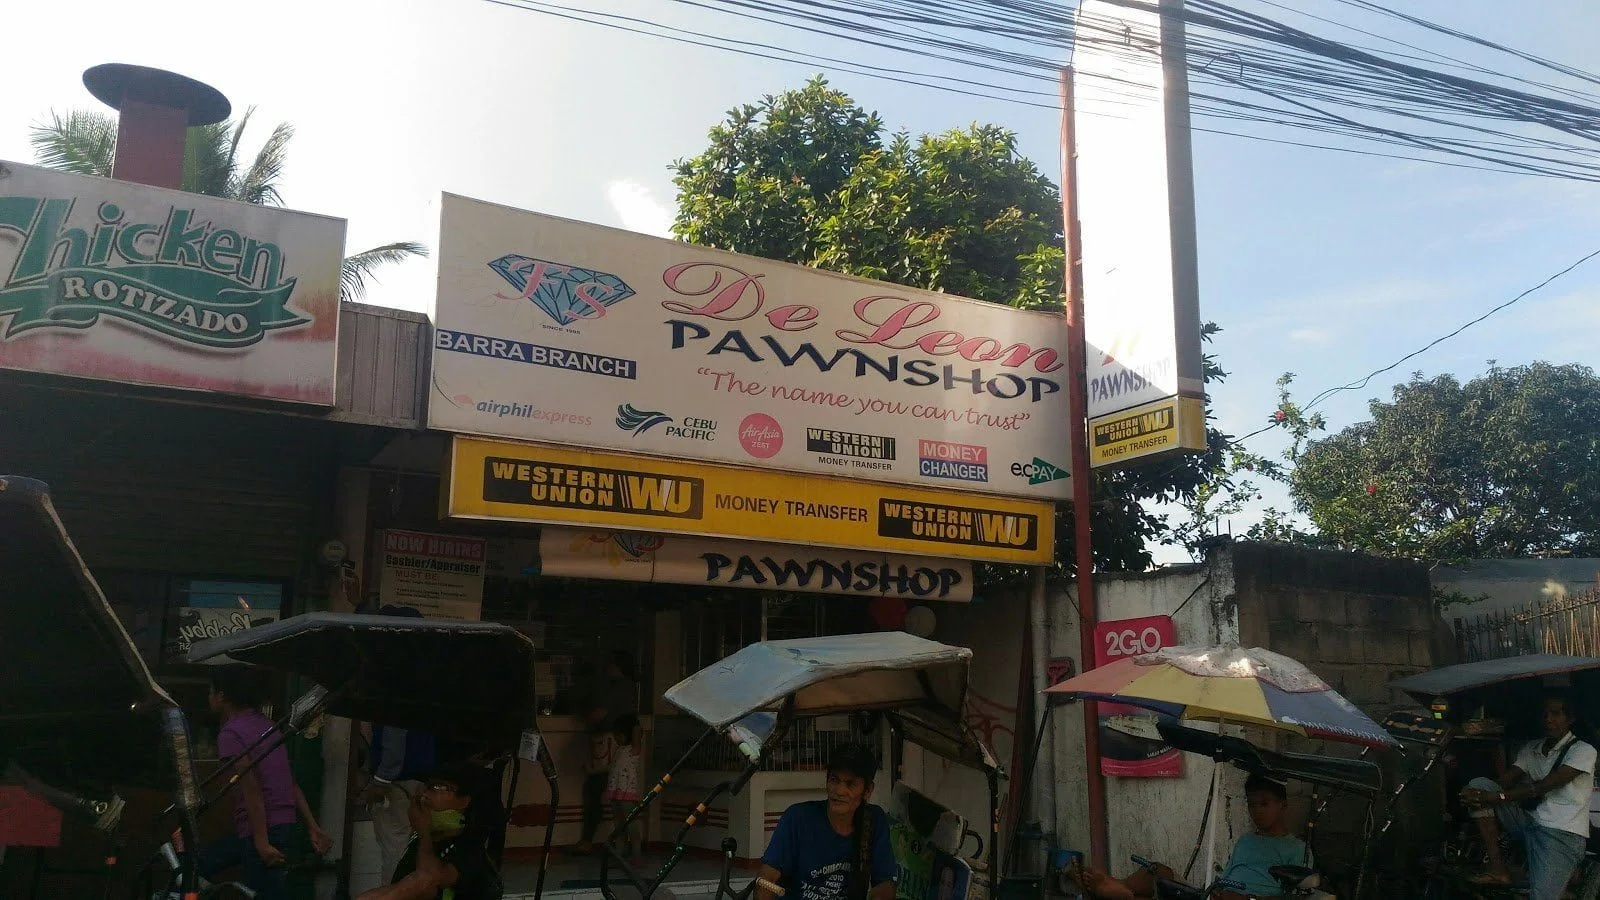 Chicken
ROTIZADO
FS
SINCE 1985
BARRA BRANCH
De Leon
PAWNSHOP
"The name you can trust"
airphilexpress
CEBU
PACIFIC
AirAsia
ZEST
WESTERN
UNION
MONEY TRANSFER
MONEY
CHANGER
ecPAY
WESTERN
UNION WU
MONEY TRANSFER
WESTERN
UNION WU
PAWNSHOP
WESTERN
UNION WU
MONEY TRANSFER
PAWNSHOP
NOW HIRING
Cashier/Appraiser
MUST BE:
Bobby
2GO